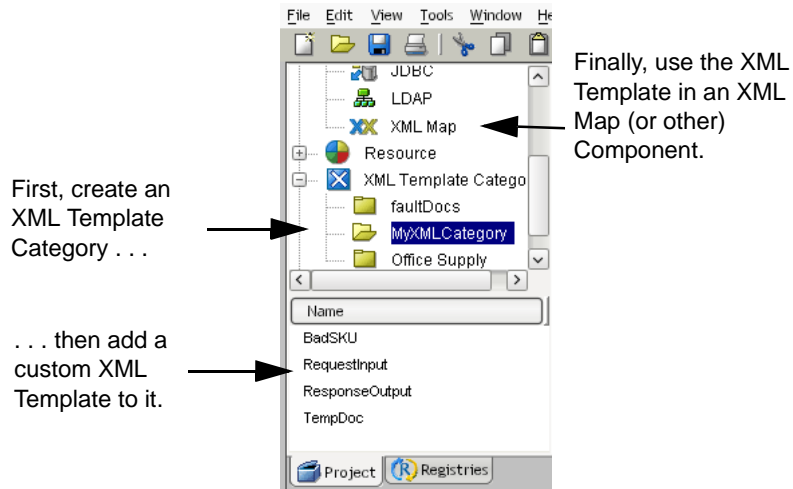 File Edit View Tools Window He
JDBC
LDAP
XML Map
Resource
XML Template Catego
faultDocs
MyXMLCategory
Office Supply
Name
BadSKU
RequestInput
ResponseOutput
TempDoc
Project Registries
First, create an
XML Template
Category . . .
. . . then add a
custom XML
Template to it.
Finally, use the XML
Template in an XML
Map (or other)
Component.